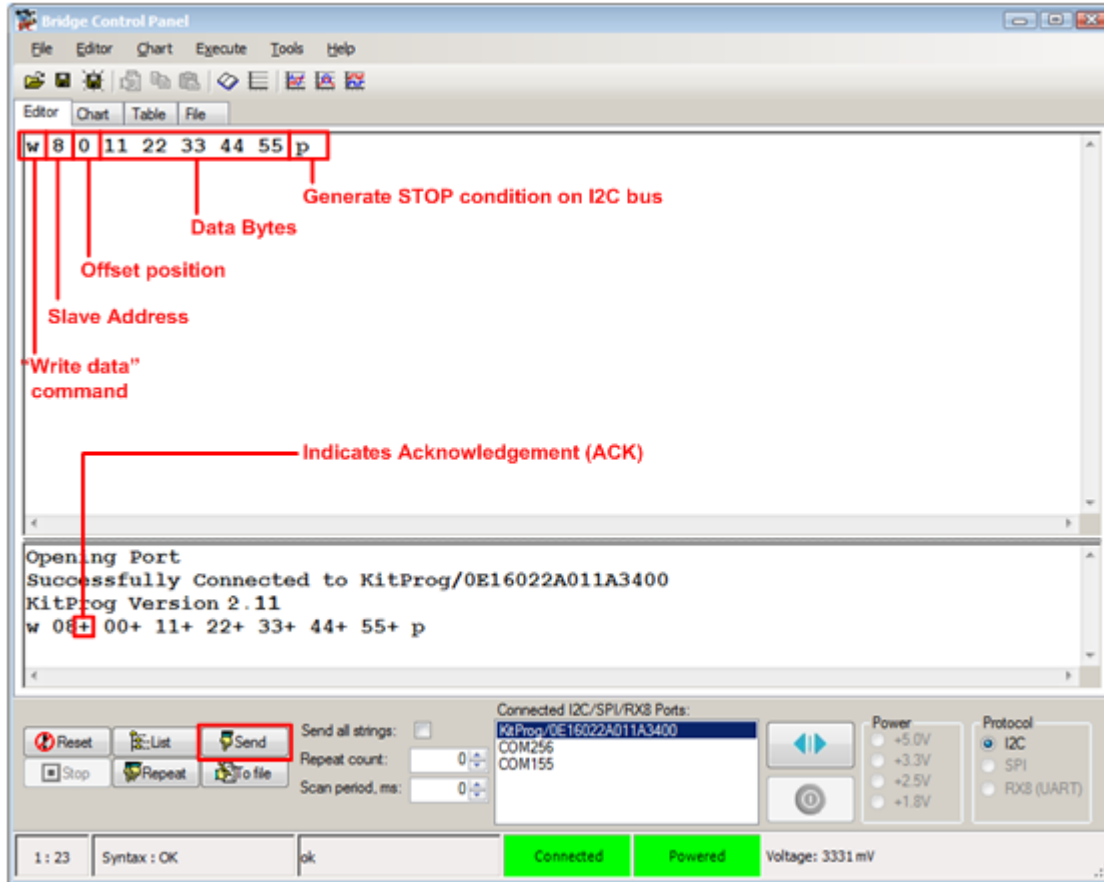 Bridge Control Panel
File Editor Chart Execute Tools Help
Editor Chart Table File
w 8 0 11 22 33 44 55 p
Generate STOP condition on I2C bus
Data Bytes
Offset position
Slave Address
"Write data"
command
Indicates Acknowledgement (ACK)
Opening Port
Successfully Connected to KitProg/0E16022A011A3400
KitProg Version 2.11
w 08+ 00+ 11+ 22+ 33+ 44+ 55+ p
Connected I2C/SPI/RX8 Ports:
Reset List Send
Stop Repeat To file
Send all strings:
Repeat count: 0
Scan period, ms: 0
KitProg/0E16022A011A3400
COM256
COM155
Power
+5.0V
+3.3V
+2.5V
+1.8V
Protocol
I2C
SPI
RX8 (UART)
1 : 23 Syntax : OK ok Connected Powered Voltage: 3331 mV